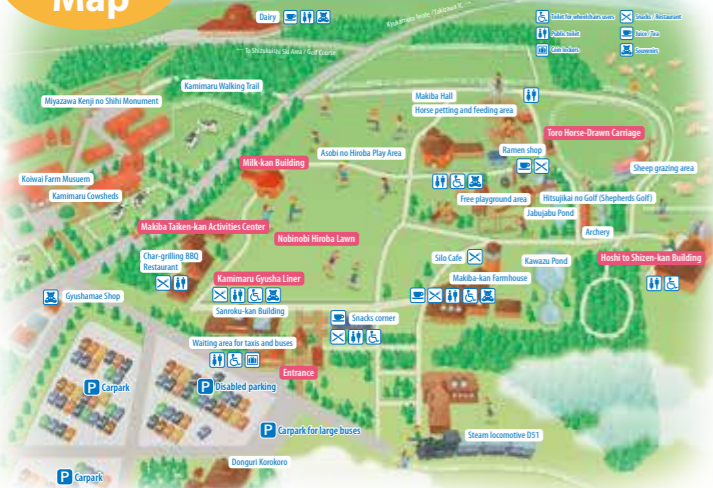 Map
Dairy
Ryukamata Insta / Takizawa IC
To Shizukuishi Ski Area / Golf Course
Toilet for wheelchairs uses
Snacks / Restaurant
Public toilet
Juice / Tea
Coin lockers
Souvenirs
Kamimaru Walking Trail
Miyazawa Kenji no Shihi Monument
Makiba Hall
Horse petting and feeding area
Toro Horse-Drawn Carriage
Ramen shop
Asobi no Hiroba Play Area
Milk-kan Building
Sheep grazing area
Koiwai Farm Musuem
Kamimaru Cowsheds
Free playground area
Hitsujikai no Golf (Shepherds Golf)
Jabujabu Pond
Makiba Taiken-kan Activities Center
Archery
Nobinobi Hiroba Lawn
Char-grilling BBQ
Restaurant
Silo Cafe
Kawazu Pond
Hoshi to Shizen-kan Building
Kamimaru Gyusha Liner
Makiba-kan Farmhouse
Gyushamae Shop
Sanroku-kan Building
Snacks corner
Waiting area for taxis and buses
Entrance
P Carpark
P Disabled parking
P Carpark for large buses
Steam locomotive D51
Donguri Korokoro
P Carpark